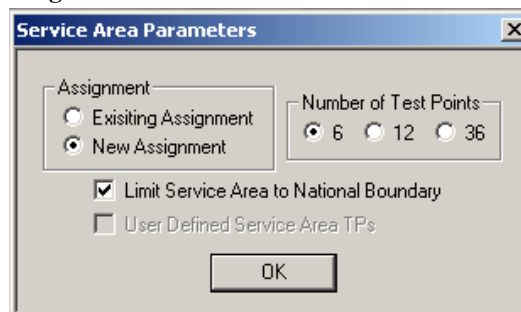 Service Area Parameters
Assignment
Exisiting Assignment
New Assignment
Number of Test Points
6 12 36
Limit Service Area to National Boundary
User Defined Service Area TPs
OK